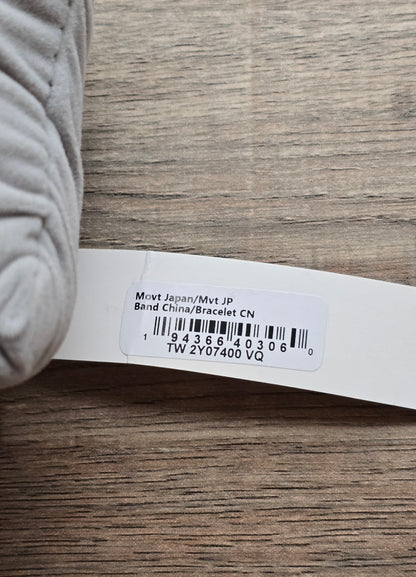 Movt Japan/Mvt JP
Band China/Bracelet CN
1 94366 40306 0
TW 2Y07400 VQ